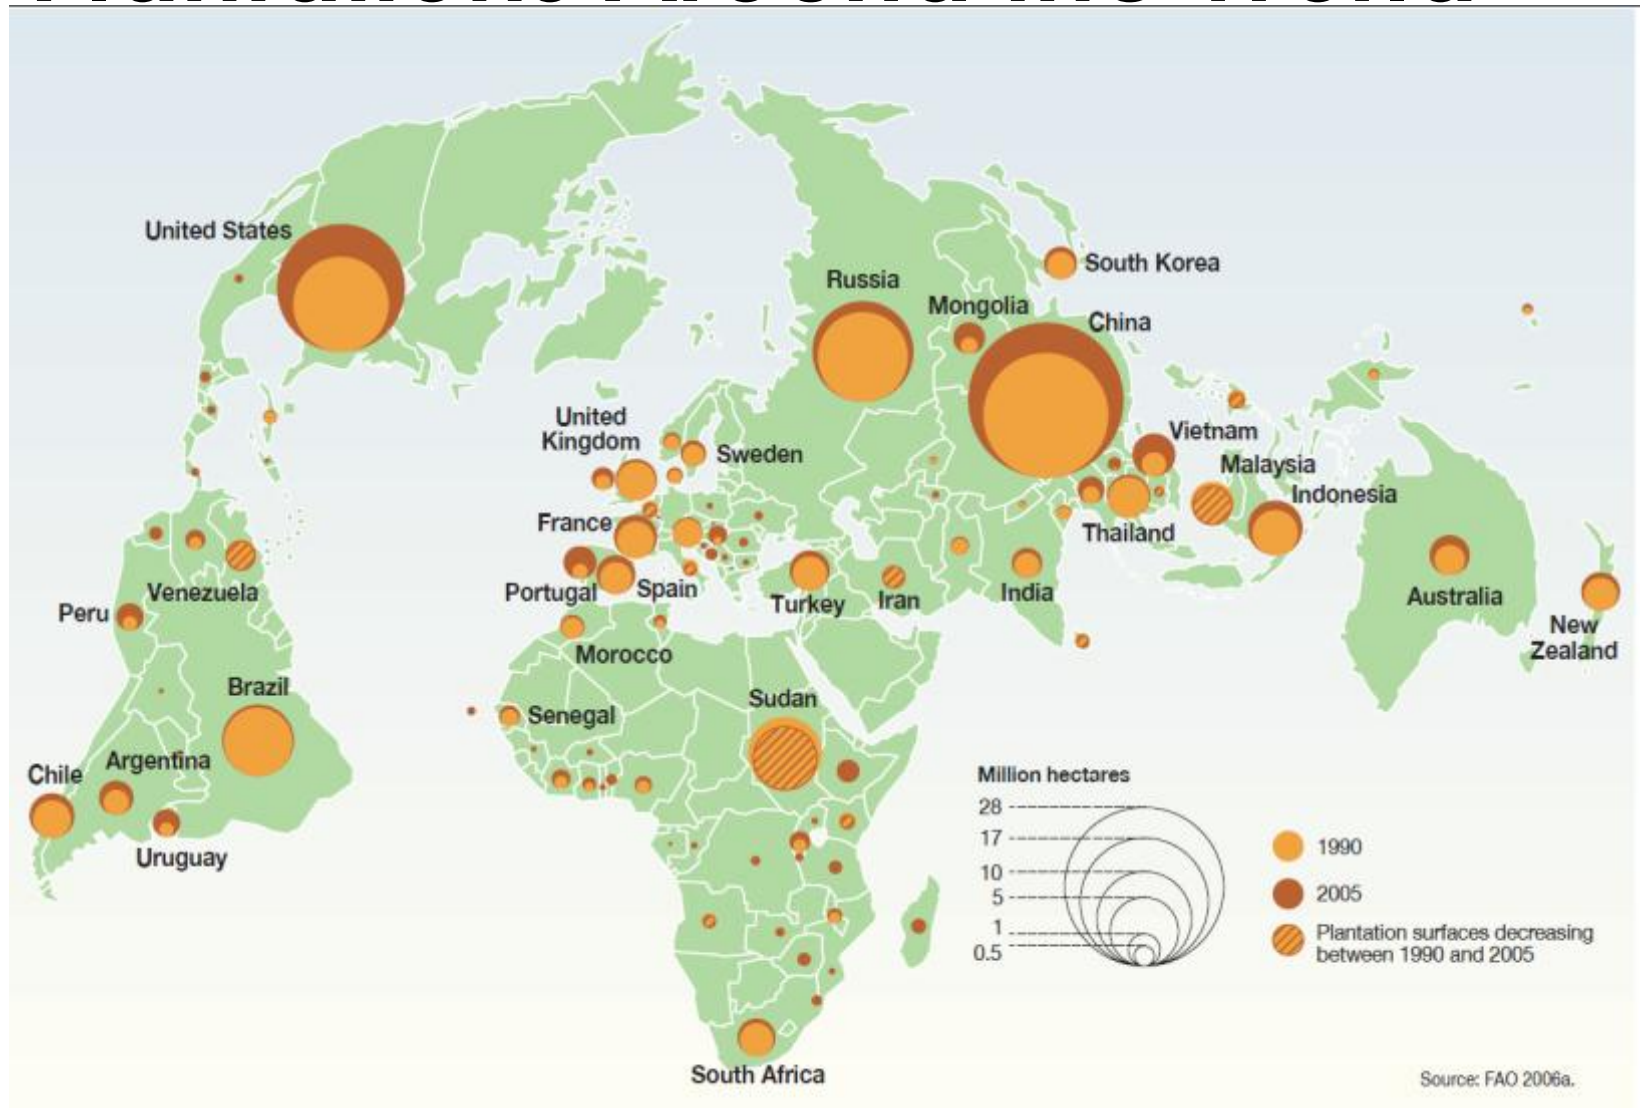 United States
South Korea
Russia
Mongolia
China
United
Kingdom
Sweden
Vietnam
Malaysia
Indonesia
France
Thailand
Portugal
Spain
Turkey
Iran
India
Australia
New
Zealand
Venezuela
Peru
Morocco
Brazil
Sudan
Senegal
Chile
Argentina
Uruguay
South Africa
Million hectares
28
17
10
5
1
0.5
1990
2005
Plantation surfaces decreasing
between 1990 and 2005
Source: FAO 2006a.